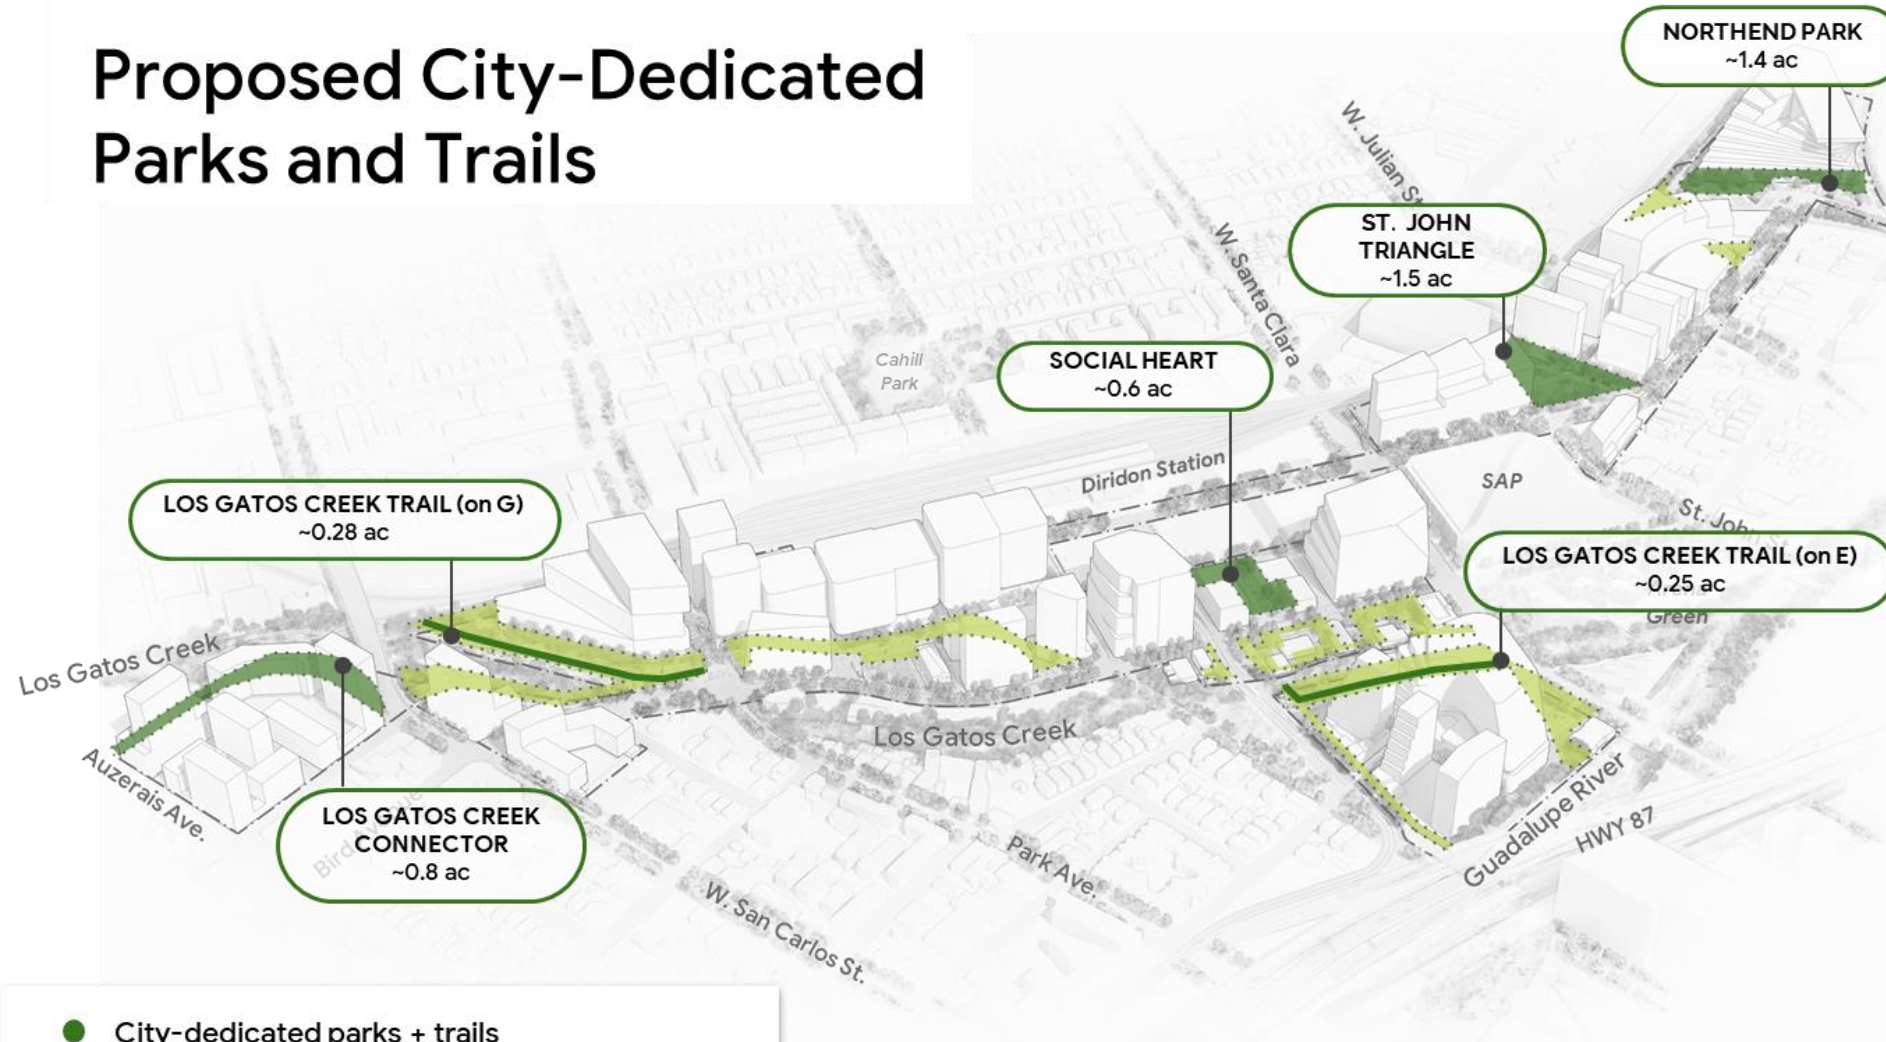 Proposed City-Dedicated
Parks and Trails
NORTHEND PARK
~1.4 ac
W. Julian St.
ST. JOHN
TRIANGLE
~1.5 ac
W. Santa Clara
SOCIAL HEART
~0.6 ac
Cahill
Park
Diridon Station
SAP
St. John St.
LOS GATOS CREEK TRAIL (on G)
~0.28 ac
LOS GATOS CREEK TRAIL (on E)
~0.25 ac
Green
Los Gatos Creek
Los Gatos Creek
Auzerais Ave.
LOS GATOS CREEK
CONNECTOR
~0.8 ac
Guadalupe River
HWY 87
Park Ave.
W. San Carlos St.
City-dedicated parks + trails